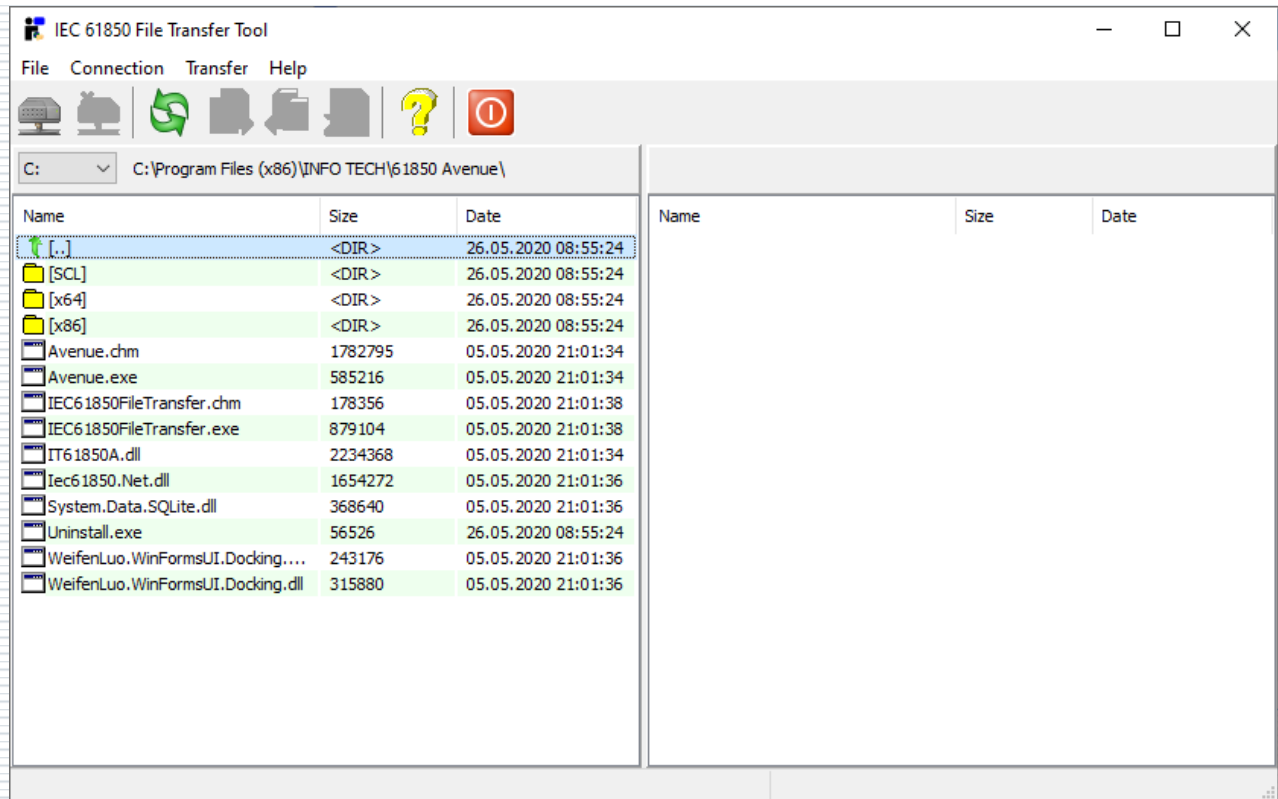 IEC 61850 File Transfer Tool
File Connection Transfer Help
C: C:\Program Files (x86)\INFO TECH\61850 Avenue\
Name Size Date Name Size Date
[..] <DIR> 26.05.2020 08:55:24
[SCL] <DIR> 26.05.2020 08:55:24
[x64] <DIR> 26.05.2020 08:55:24
[x86] <DIR> 26.05.2020 08:55:24
Avenue.chm 1782795 05.05.2020 21:01:34
Avenue.exe 585216 05.05.2020 21:01:34
IEC61850FileTransfer.chm 178356 05.05.2020 21:01:38
IEC61850FileTransfer.exe 879104 05.05.2020 21:01:38
IT61850A.dll 2234368 05.05.2020 21:01:34
Iec61850.Net.dll 1654272 05.05.2020 21:01:36
System.Data.SQLite.dll 368640 05.05.2020 21:01:36
Uninstall.exe 56526 26.05.2020 08:55:24
WeifenLuo.WinFormsUI.Docking.... 243176 05.05.2020 21:01:36
WeifenLuo.WinFormsUI.Docking.dll 315880 05.05.2020 21:01:36